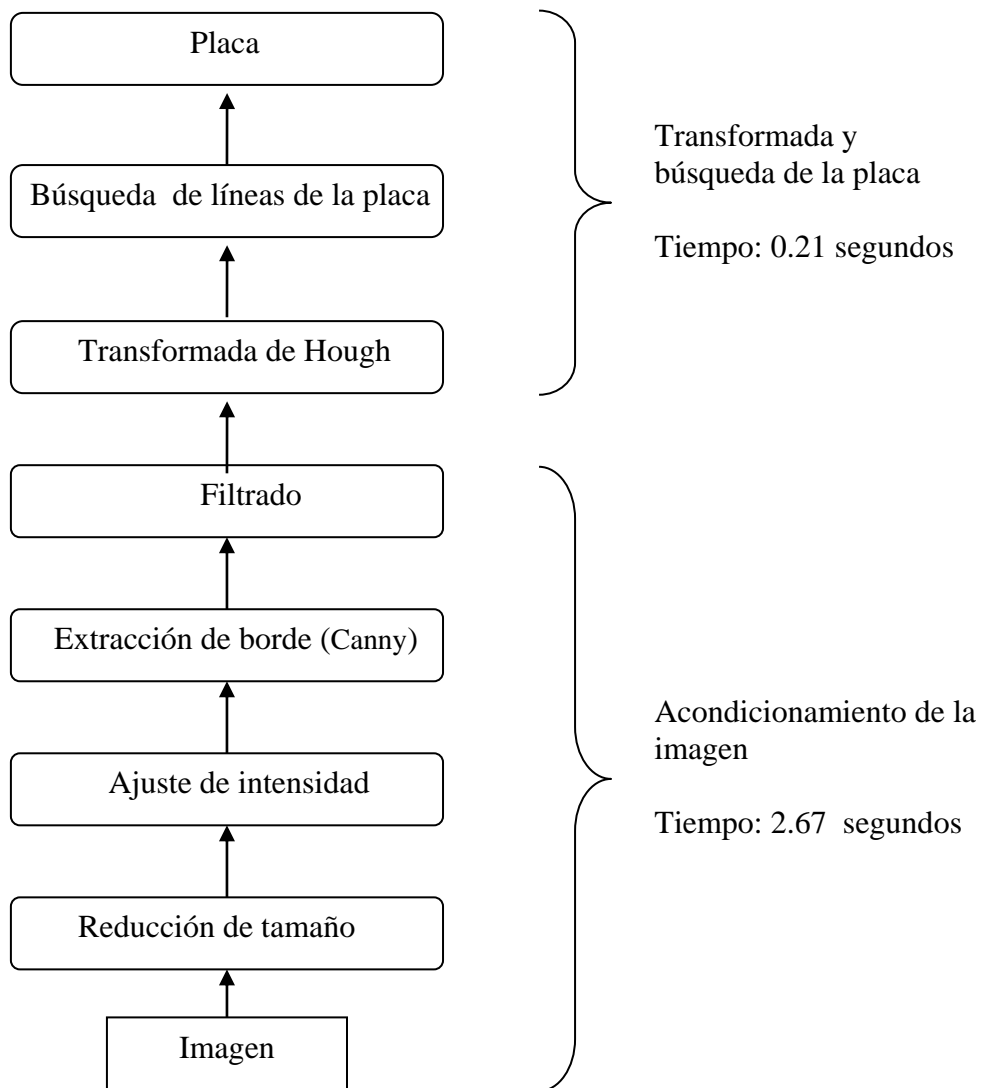 Placa
Búsqueda de líneas de la placa
Transformada de Hough
Transformada y
búsqueda de la placa
Tiempo: 0.21 segundos
Filtrado
Extracción de borde (Canny)
Ajuste de intensidad
Reducción de tamaño
Imagen
Acondicionamiento de la
imagen
Tiempo: 2.67 segundos